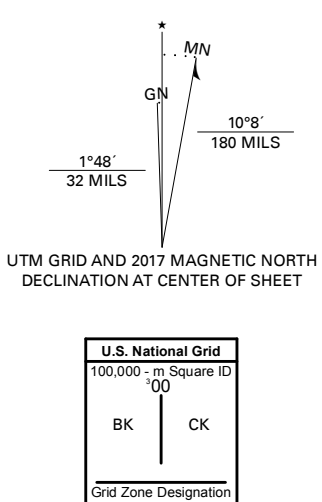 ★
MN
GN
10°8´
180 MILS
1°48´
32 MILS
UTM GRID AND 2017 MAGNETIC NORTH
DECLINATION AT CENTER OF SHEET
U.S. National Grid
100,000 - m Square ID
³00
BK CK
Grid Zone Designation